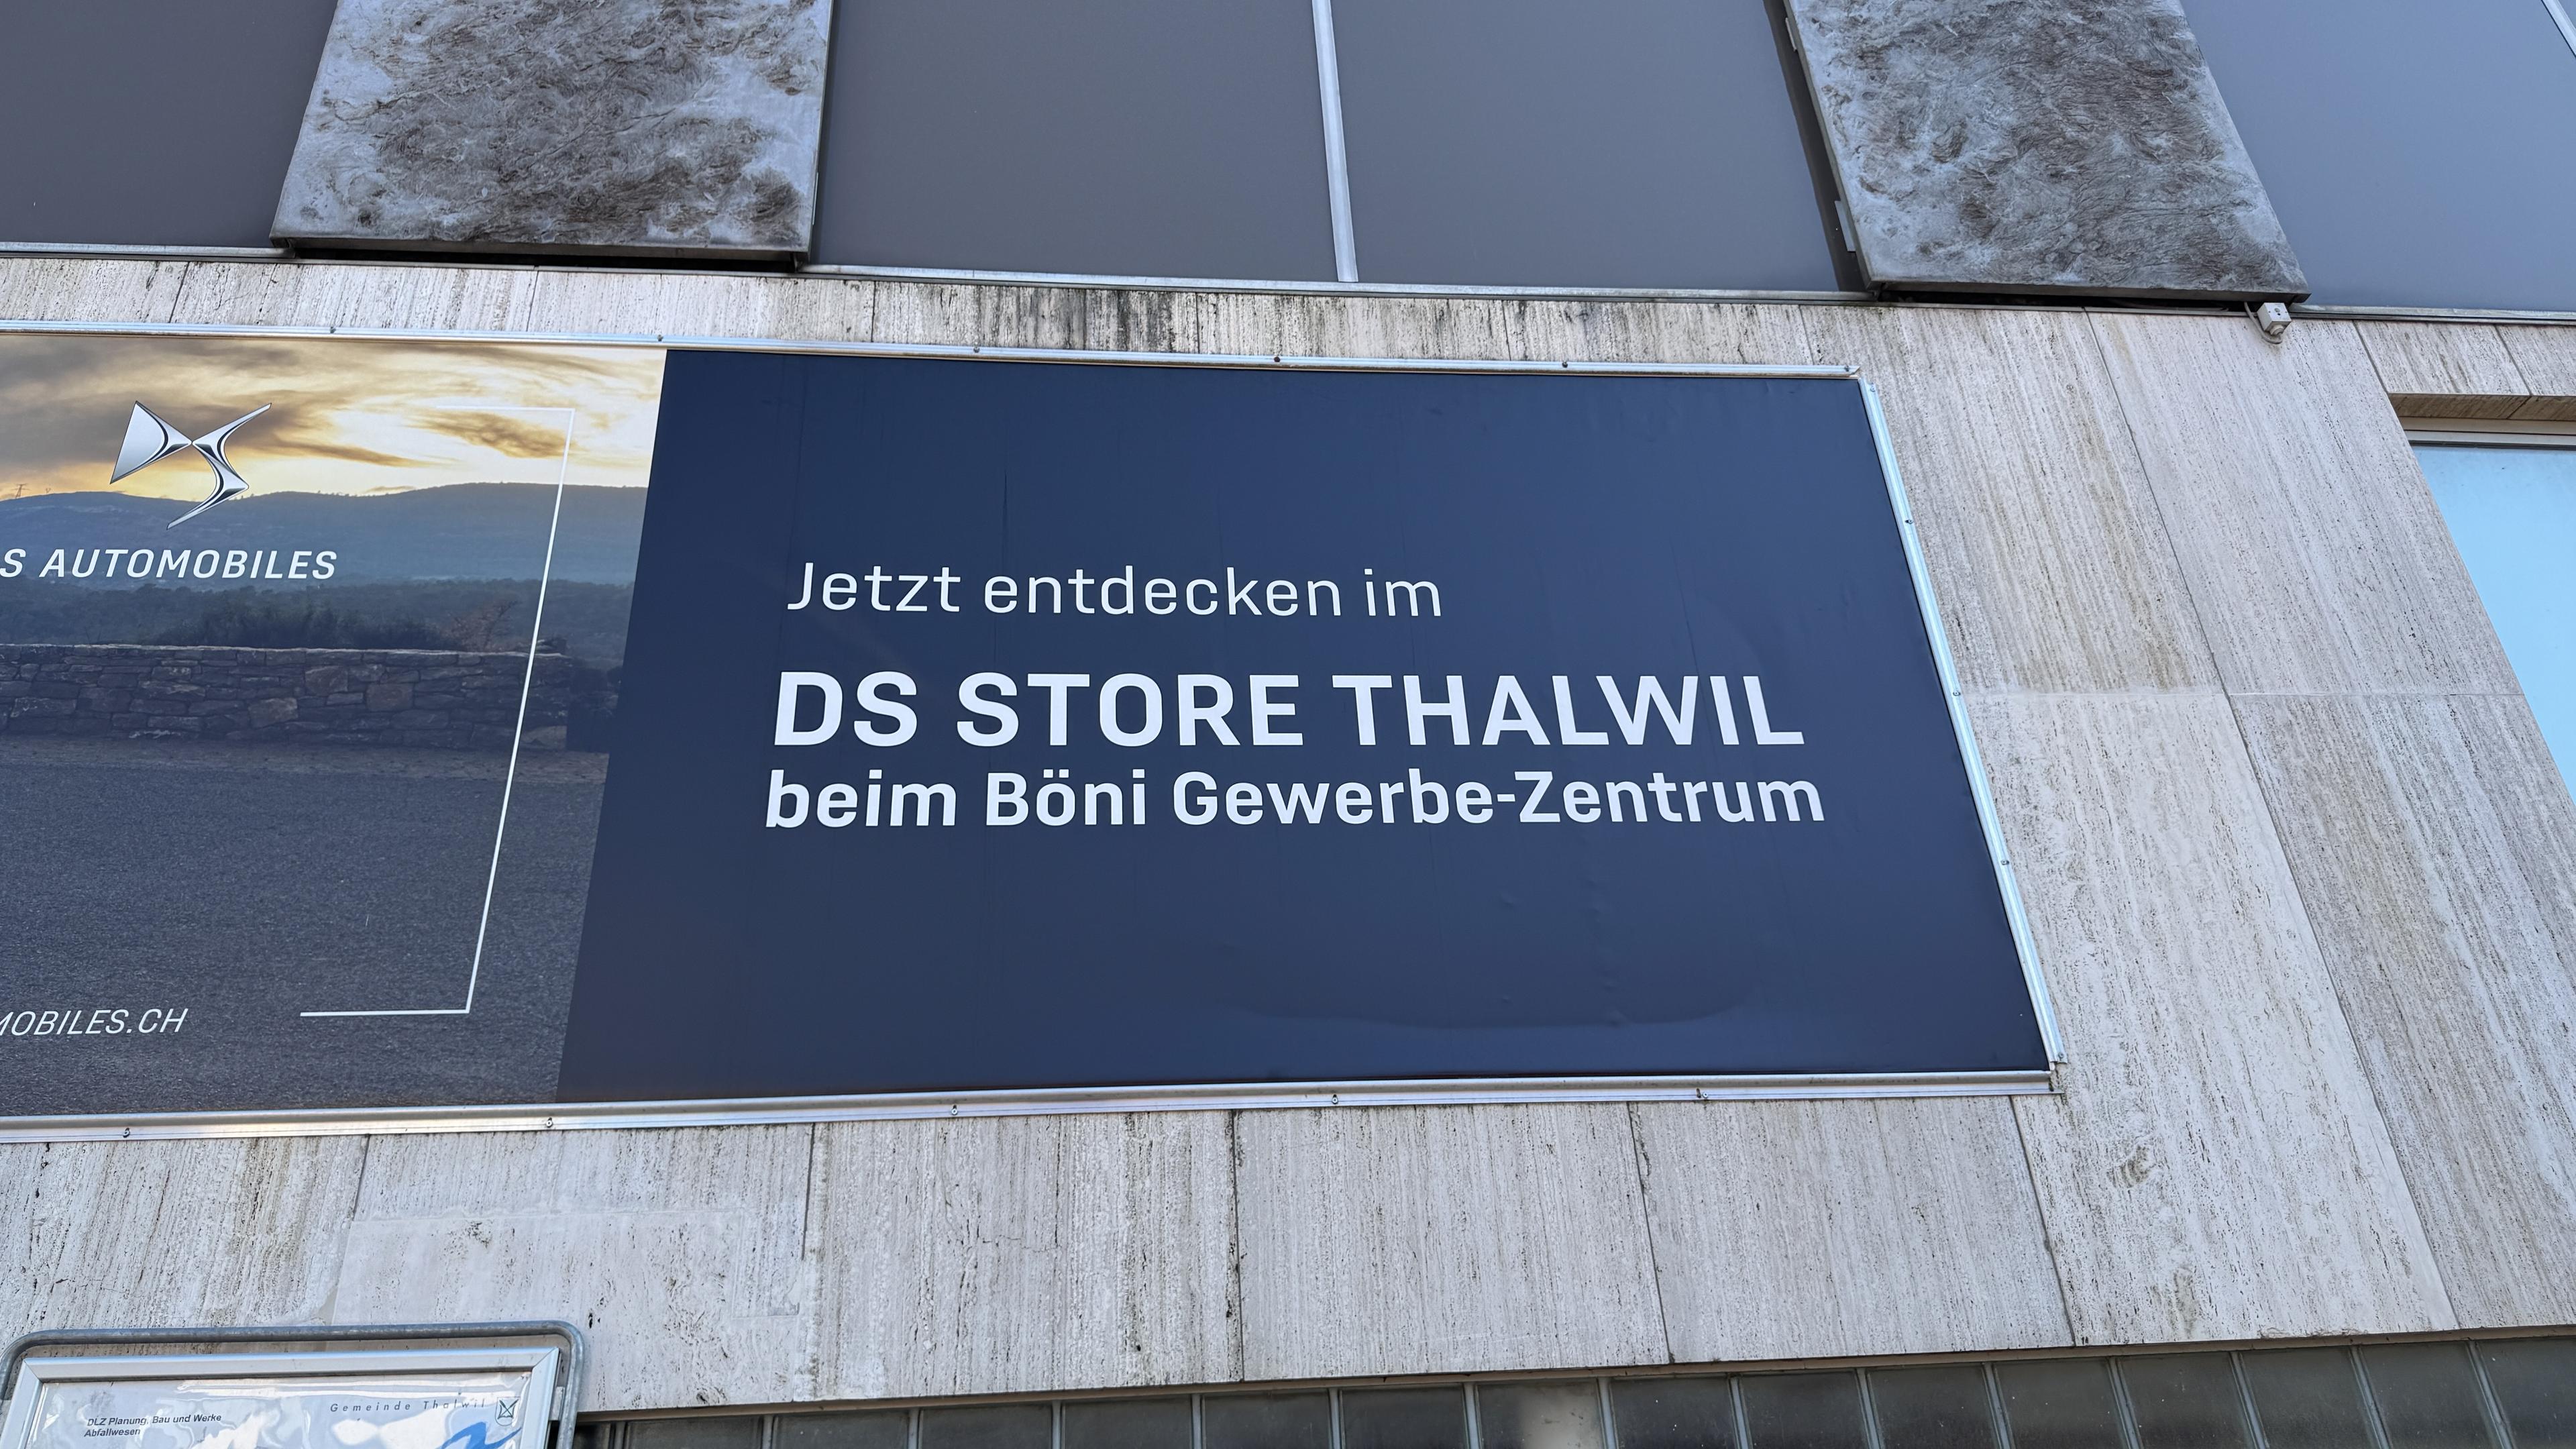 S AUTOMOBILES
MOBILES.CH
Jetzt entdecken im
DS STORE THALWIL
beim Böni Gewerbe-Zentrum
Gemeinde Thalwil
DLZ Planung, Bau und Werke
Abfallwesen